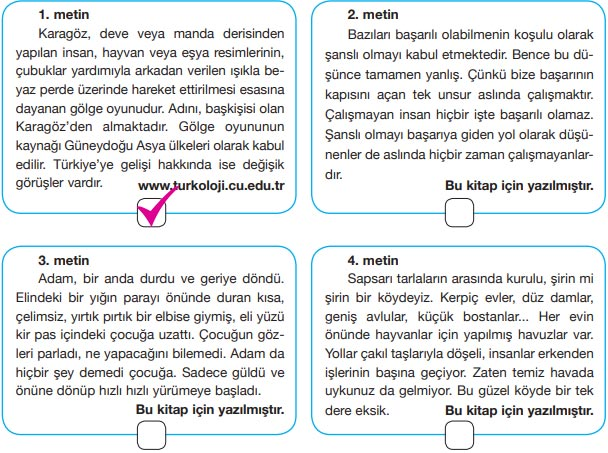 1. metin
Karagöz, deve veya manda derisinden
yapılan insan, hayvan veya eşya resimlerinin,
çubuklar yardımıyla arkadan verilen ışıkla be-
yaz perde üzerinde hareket ettirilmesi esasına
dayanan gölge oyunudur. Adını, başkişisi olan
Karagöz’den almaktadır. Gölge oyununun
kaynağı Güneydoğu Asya ülkeleri olarak kabul
edilir. Türkiye’ye gelişi hakkında ise değişik
görüşler vardır. www.turkoloji.cu.edu.tr
2. metin
Bazıları başarılı olabilmenin koşulu olarak
şanslı olmayı kabul etmektedir. Bence bu dü-
şünce tamamen yanlış. Çünkü bize başarının
kapısını açan tek unsur aslında çalışmaktır.
Çalışmayan insan hiçbir işte başarılı olamaz.
Şanslı olmayı başarıya giden yol olarak düşü-
nenler de aslında hiçbir zaman çalışmayanlar-
dır.
Bu kitap için yazılmıştır.
3. metin
Adam, bir anda durdu ve geriye döndü.
Elindeki bir yığın parayı önünde duran kısa,
çelimsiz, yırtık pırtık bir elbise giymiş, eli yüzü
kir pas içindeki çocuğa uzattı. Çocuğun göz-
leri parladı, ne yapacağını bilemedi. Adam da
hiçbir şey demedi çocuğa. Sadece güldü ve
önüne dönüp hızlı hızlı yürümeye başladı.
Bu kitap için yazılmıştır.
4. metin
Sapsarı tarlaların arasında kurulu, şirin mi
şirin bir köydeyiz. Kerpiç evler, düz damlar,
geniş avlular, küçük bostanlar... Her evin
önünde hayvanlar için yapılmış havuzlar var.
Yollar çakıl taşlarıyla döşeli, insanlar erkenden
işlerinin başına geçiyor. Zaten temiz havada
uykunuz da gelmiyor. Bu güzel köyde bir tek
dere eksik. Bu kitap için yazılmıştır.